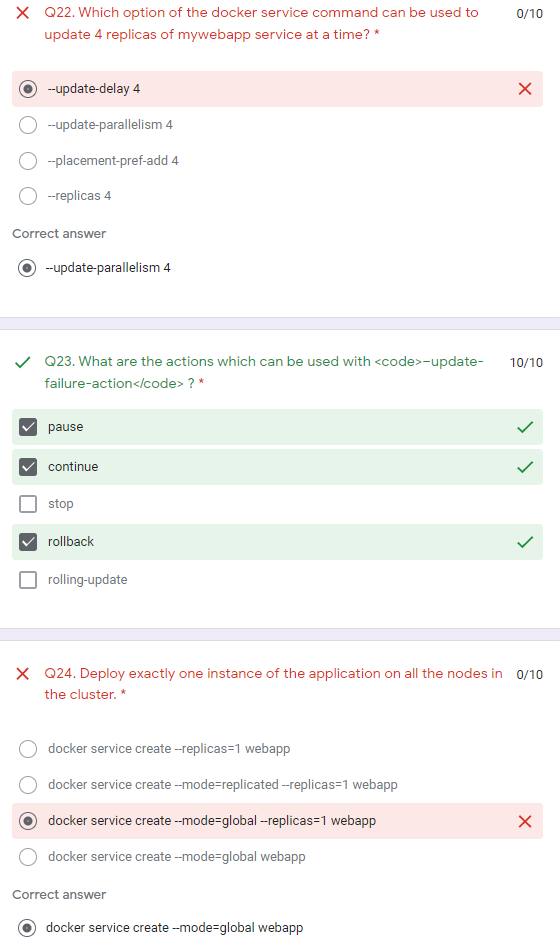 Q22. Which option of the docker service command can be used to 0/10
update 4 replicas of mywebapp service at a time? *
--update-delay 4
--update-parallelism 4
--placement-pref-add 4
--replicas 4
Correct answer
--update-parallelism 4
Q23. What are the actions which can be used with <code>–update- 10/10
failure-action</code> ? *
pause
continue
stop
rollback
rolling-update
Q24. Deploy exactly one instance of the application on all the nodes in 0/10
the cluster. *
docker service create --replicas=1 webapp
docker service create --mode=replicated --replicas=1 webapp
docker service create --mode=global --replicas=1 webapp
docker service create --mode=global webapp
Correct answer
docker service create --mode=global webapp